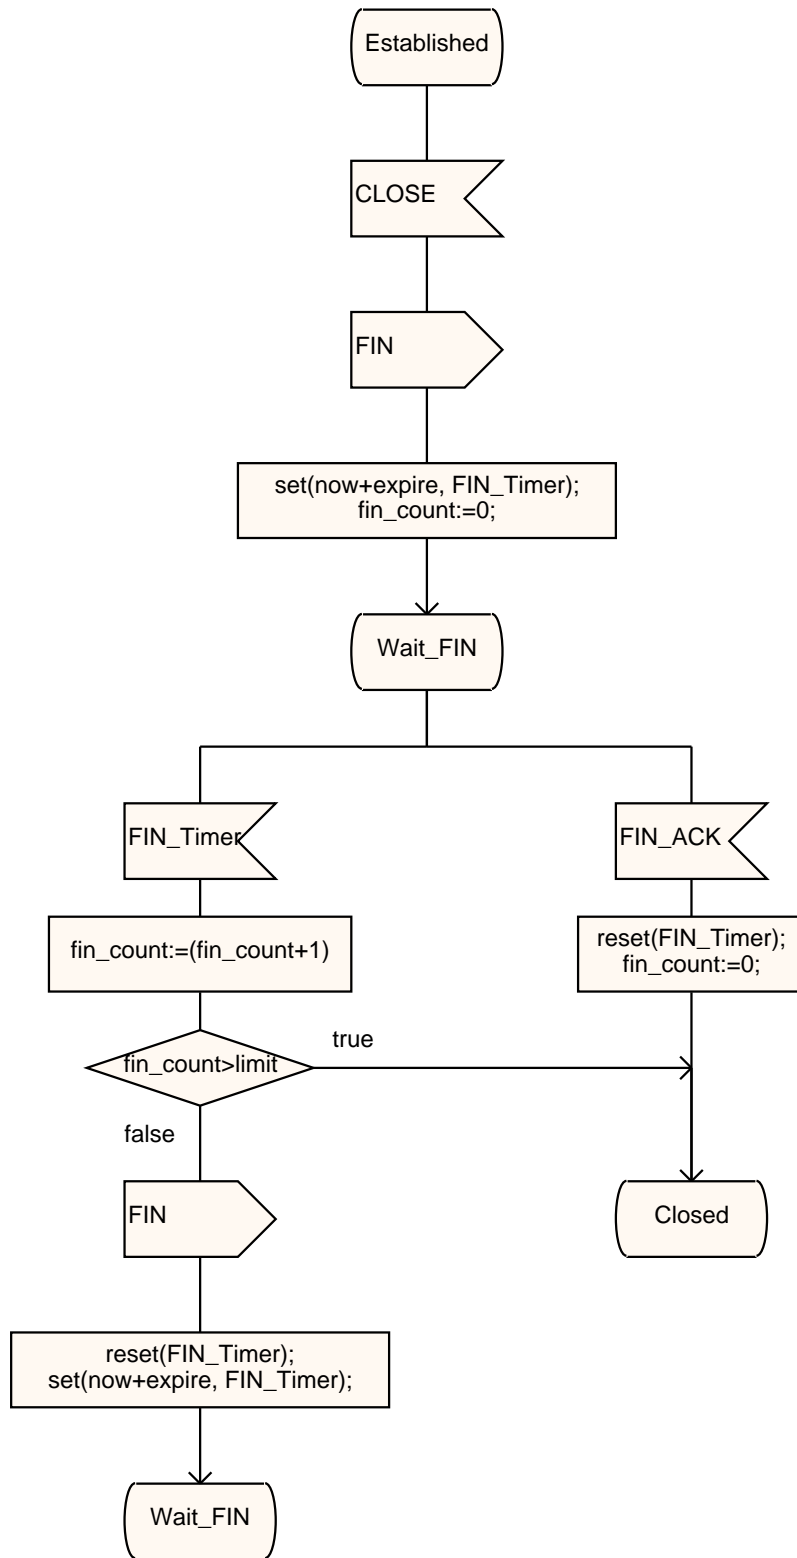 Established
CLOSE
FIN
set(now+expire, FIN_Timer);
fin_count:=0;
Wait_FIN
FIN_Timer
FIN_ACK
fin_count:=(fin_count+1)
reset(FIN_Timer);
fin_count:=0;
true
fin_count>limit
false
FIN
Closed
reset(FIN_Timer);
set(now+expire, FIN_Timer);
Wait_FIN